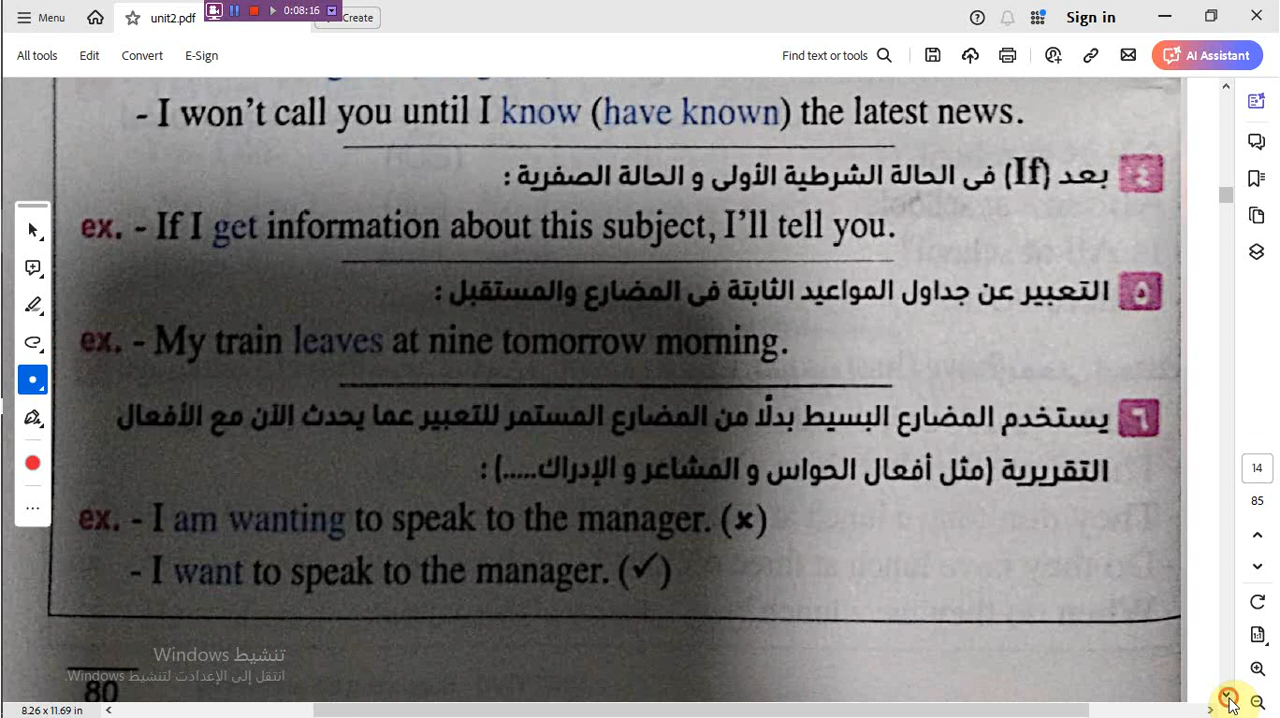 Menu
unit2.pdf
0:08:16
Create
Sign in
All tools
Edit
Convert
E-Sign
Find text or tools
AI Assistant
- I won't call you until I know (have known) the latest news.
٤ بعد (If) فى الحالة الشرطية الأولى و الحالة الصفرية :
ex. - If I get information about this subject, I'll tell you.
٥ التعبير عن جداول المواعيد الثابتة فى المضارع والمستقبل :
ex. - My train leaves at nine tomorrow morning.
٦ يستخدم المضارع البسيط بدلًا من المضارع المستمر للتعبير عما يحدث الآن مع الأفعال
التقريرية (مثل أفعال الحواس و المشاعر و الإدراك.....) :
ex. - I am wanting to speak to the manager. (×)
- I want to speak to the manager. (✓)
تنشيط Windows
انتقل إلى الإعدادت لتنشيط Windows.
80
14
85
8.26 x 11.69 in